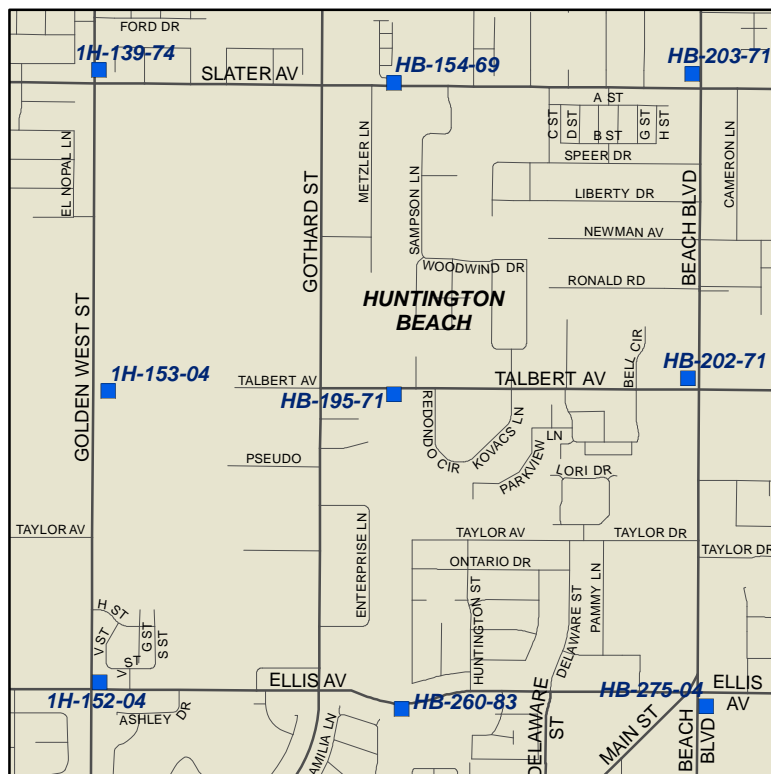 FORD DR
1H-139-74
HB-154-69
HB-203-71
SLATER AV
A ST
C ST
D ST
B ST
G ST
H ST
SPEER DR
EL NOPAL LN
METZLER LN
SAMPSON LN
CAMERON LN
LIBERTY DR
GOTHARD ST
BEACH BLVD
NEWMAN AV
WOODWIND DR
RONALD RD
HUNTINGTON
BEACH
GOLDEN WEST ST
1H-153-04
TALBERT AV
HB-195-71
TALBERT AV
BELL CIR
HB-202-71
REDONDO CIR
KOVACS LN
PARKVIEW
LN
PSEUDO
LORI DR
TAYLOR AV
ENTERPRISE LN
TAYLOR AV
TAYLOR DR
TAYLOR DR
ONTARIO DR
HUNTINGTON ST
DELAWARE ST
PAMMY LN
H ST
V ST
G ST
S ST
V ST
ELLIS AV
1H-152-04
ASHLEY DR
AMILIA LN
HB-260-83
DELAWARE
ST
HB-275-04
ELLIS
AV
MAIN ST
BEACH
BLVD